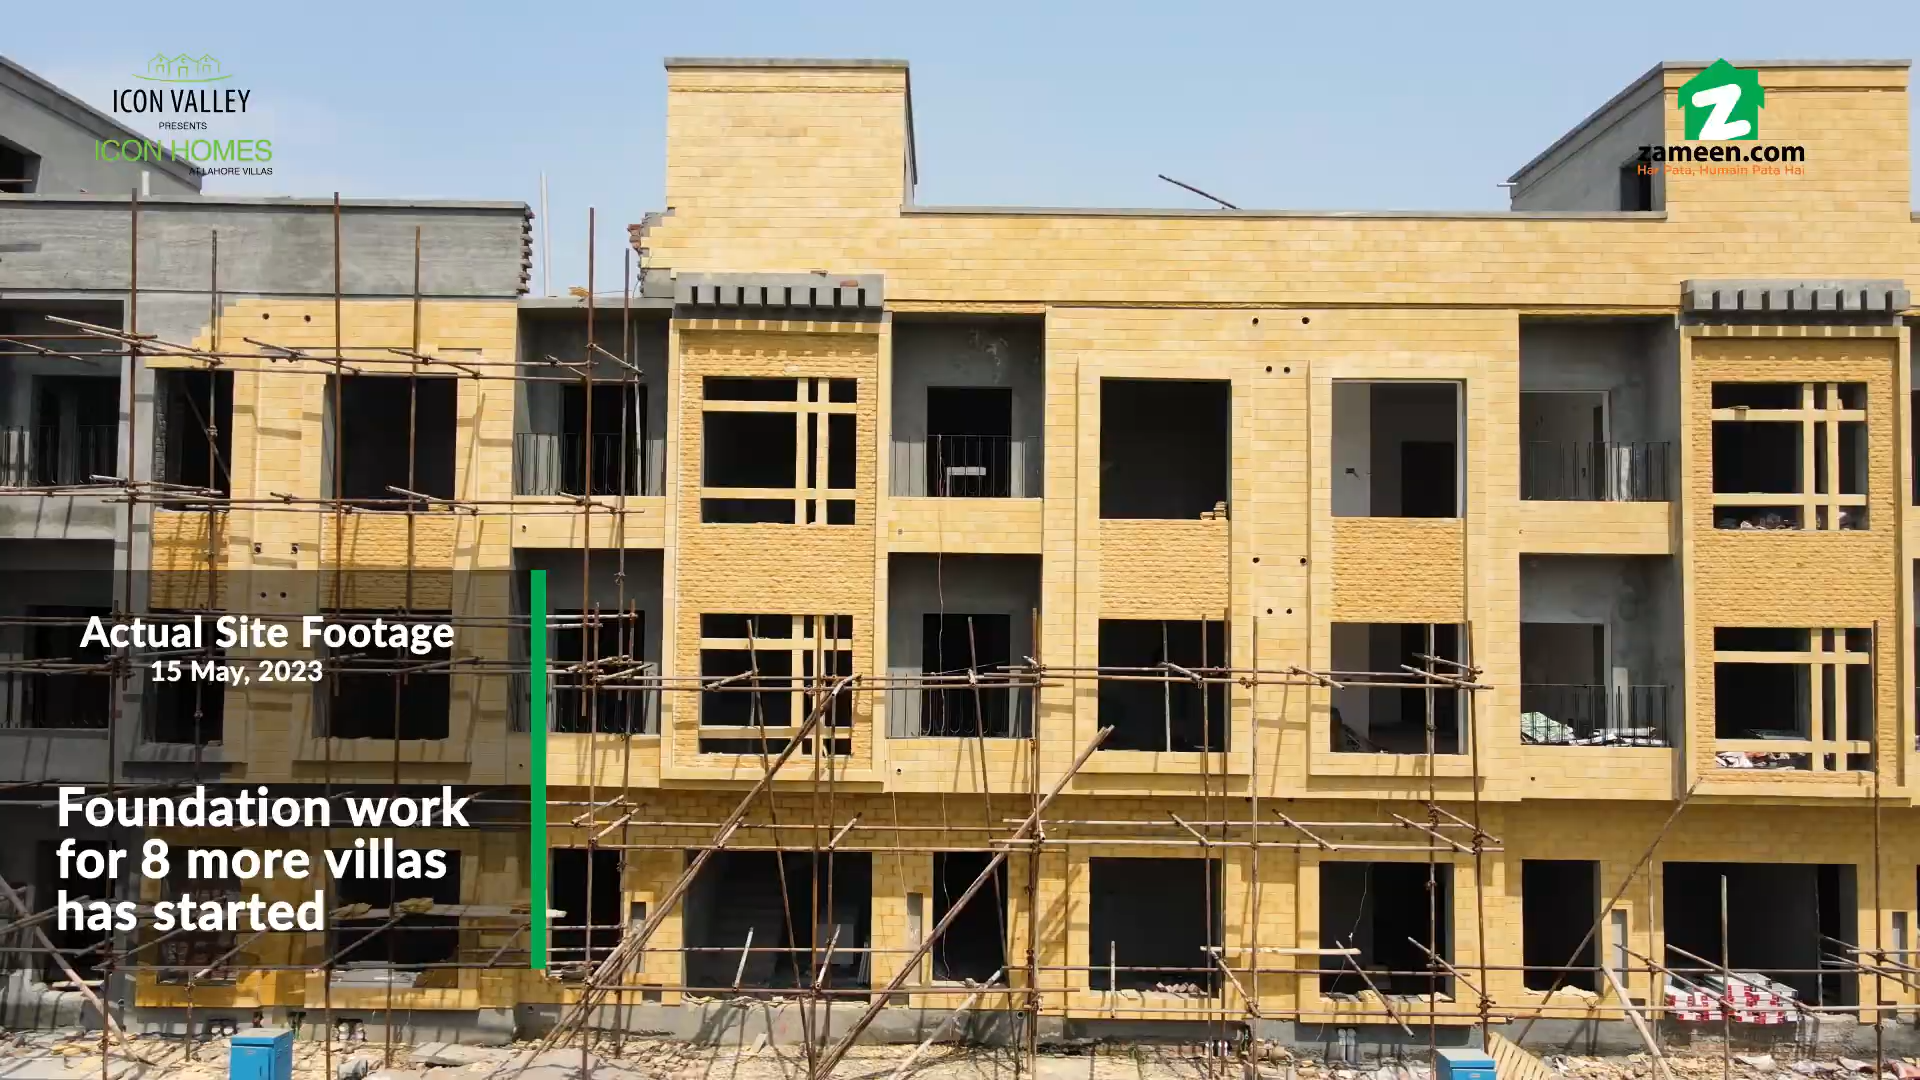 ICON VALLEY
PRESENTS
ICON HOMES
AT LAHORE VILLAS
zameen.com
Har Pata, Humain Pata Hai
Actual Site Footage
15 May, 2023
Foundation work
for 8 more villas
has started